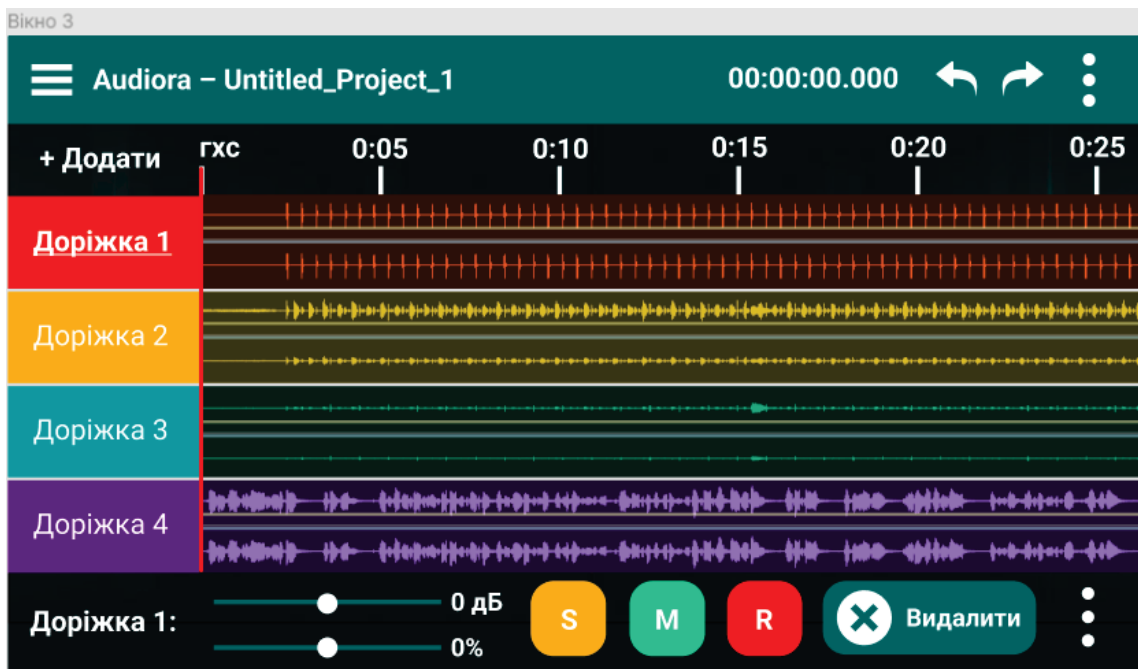 Вікно 3
Audiora – Untitled_Project_1 00:00:00.000
+ Додати гхс 0:05 0:10 0:15 0:20 0:25
Доріжка 1
Доріжка 2
Доріжка 3
Доріжка 4
Доріжка 1: 0 дБ S M R Видалити
0%